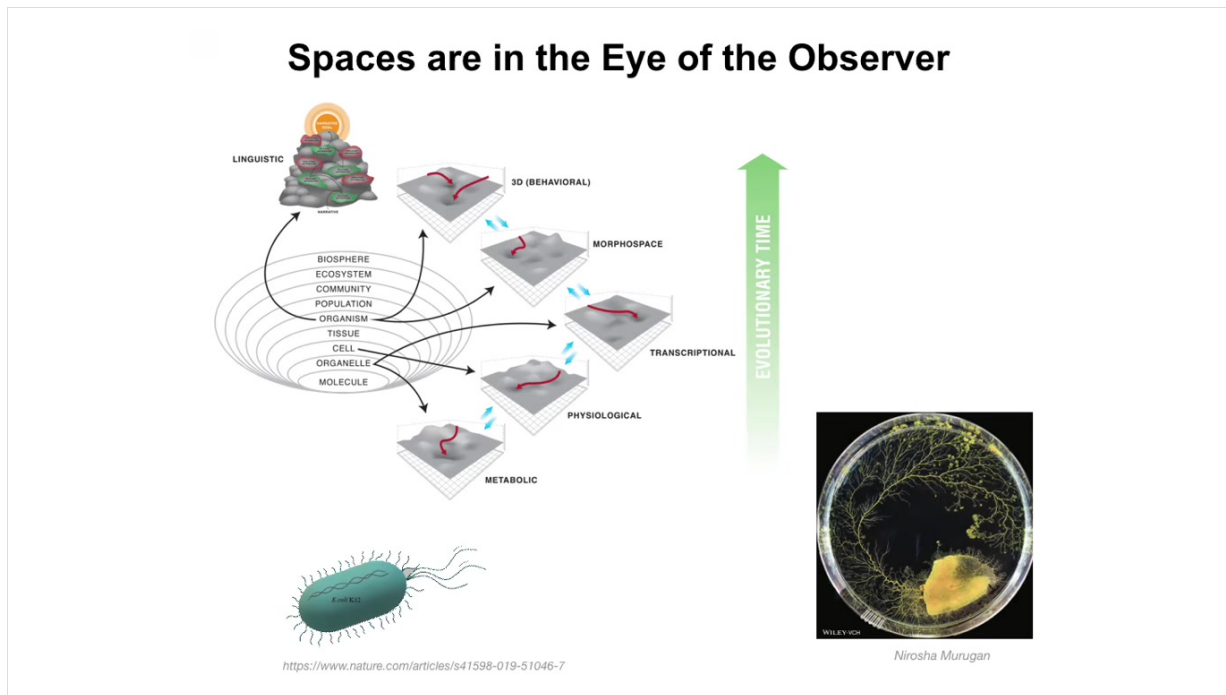 Spaces are in the Eye of the Observer
LINGUISTIC
NARRATIVE
3D (BEHAVIORAL)
MORPHOSPACE
TRANSCRIPTIONAL
PHYSIOLOGICAL
METABOLIC
BIOSPHERE
ECOSYSTEM
COMMUNITY
POPULATION
ORGANISM
TISSUE
CELL
ORGANELLE
MOLECULE
EVOLUTIONARY TIME
E.coli K12
https://www.nature.com/articles/s41598-019-51046-7
WILEY-VCH
Nirosha Murugan